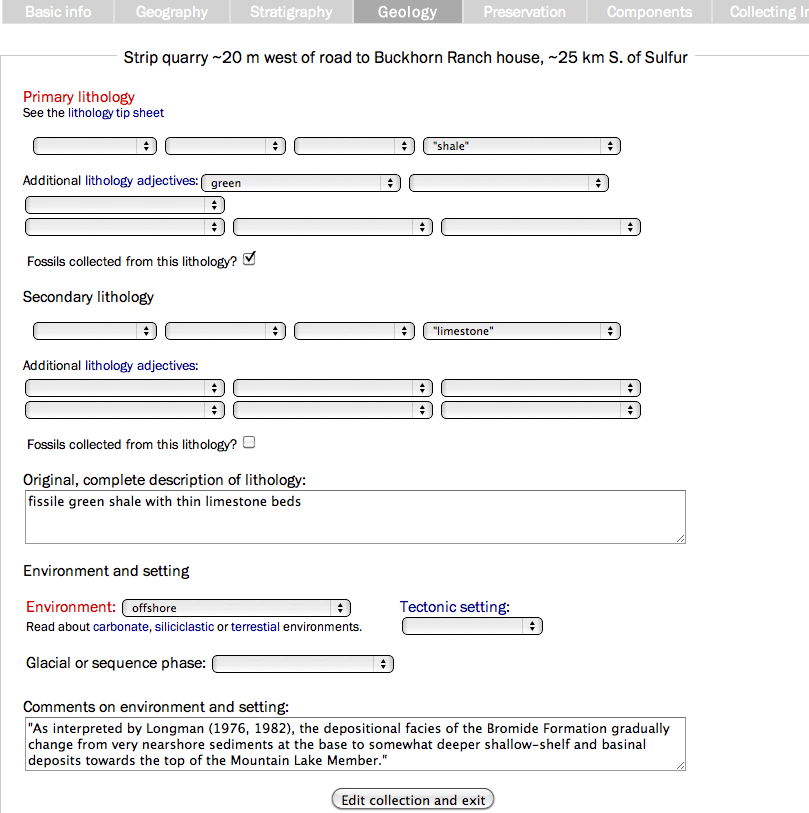 Basic info Geography Stratigraphy Geology Preservation Components Collecting
Strip quarry ~20 m west of road to Buckhorn Ranch house, ~25 km S. of Sulfur
Primary lithology
See the lithology tip sheet
"shale"
Additional lithology adjectives: green
Fossils collected from this lithology?
Secondary lithology
"limestone"
Additional lithology adjectives:
Fossils collected from this lithology?
Original, complete description of lithology:
fissile green shale with thin limestone beds
Environment and setting
Environment: offshore Tectonic setting:
Read about carbonate, siliciclastic or terrestial environments.
Glacial or sequence phase:
Comments on environment and setting:
"As interpreted by Longman (1976, 1982), the depositional facies of the Bromide Formation gradually
change from very nearshore sediments at the base to somewhat deeper shallow-shelf and basinal
deposits towards the top of the Mountain Lake Member."
Edit collection and exit